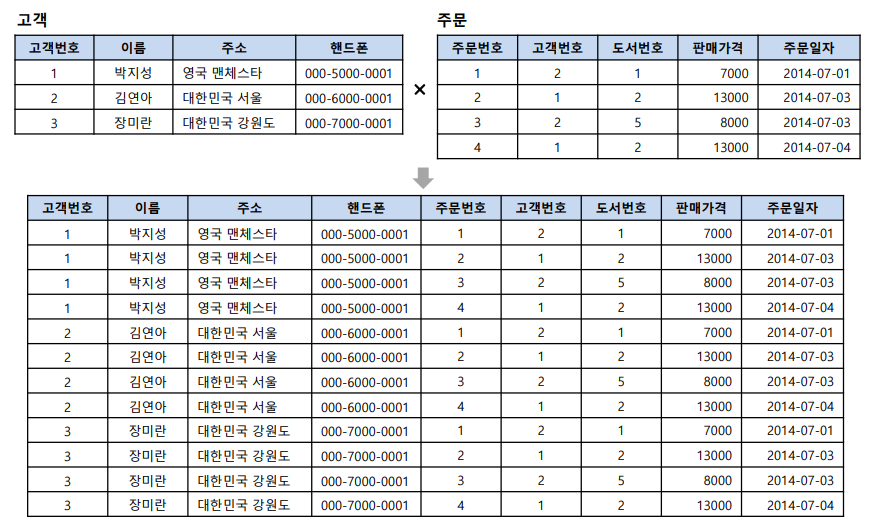 고객 주문
고객번호 이름 주소 핸드폰 주문번호 고객번호 도서번호 판매가격 주문일자
1 박지성 영국 맨체스타 000-5000-0001 1 2 1 7000 2014-07-01
2 김연아 대한민국 서울 000-6000-0001 × 2 1 2 13000 2014-07-03
3 장미란 대한민국 강원도 000-7000-0001 3 2 5 8000 2014-07-03
4 1 2 13000 2014-07-04
고객번호 이름 주소 핸드폰 주문번호 고객번호 도서번호 판매가격 주문일자
1 박지성 영국 맨체스타 000-5000-0001 1 2 1 7000 2014-07-01
1 박지성 영국 맨체스타 000-5000-0001 2 1 2 13000 2014-07-03
1 박지성 영국 맨체스타 000-5000-0001 3 2 5 8000 2014-07-03
1 박지성 영국 맨체스타 000-5000-0001 4 1 2 13000 2014-07-04
2 김연아 대한민국 서울 000-6000-0001 1 2 1 7000 2014-07-01
2 김연아 대한민국 서울 000-6000-0001 2 1 2 13000 2014-07-03
2 김연아 대한민국 서울 000-6000-0001 3 2 5 8000 2014-07-03
2 김연아 대한민국 서울 000-6000-0001 4 1 2 13000 2014-07-04
3 장미란 대한민국 강원도 000-7000-0001 1 2 1 7000 2014-07-01
3 장미란 대한민국 강원도 000-7000-0001 2 1 2 13000 2014-07-03
3 장미란 대한민국 강원도 000-7000-0001 3 2 5 8000 2014-07-03
3 장미란 대한민국 강원도 000-7000-0001 4 1 2 13000 2014-07-04